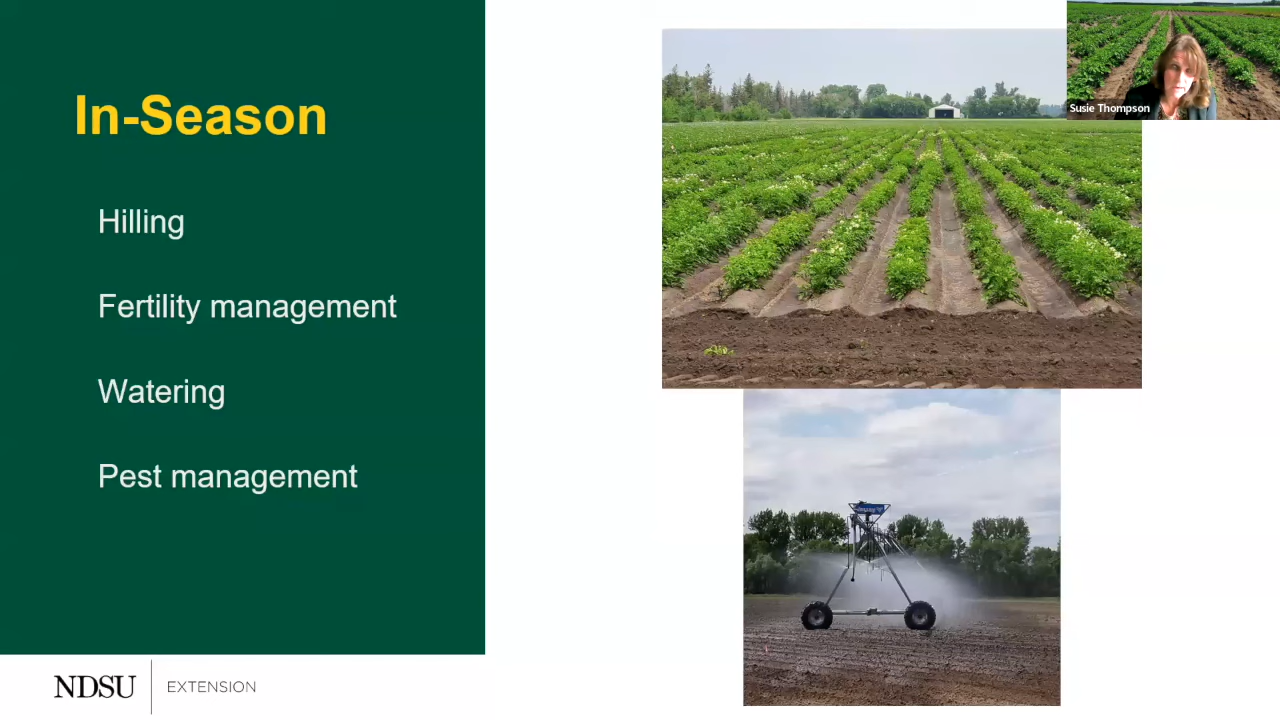 In-Season
Hilling
Fertility management
Watering
Pest management
NDSU
EXTENSION
Susie Thompson